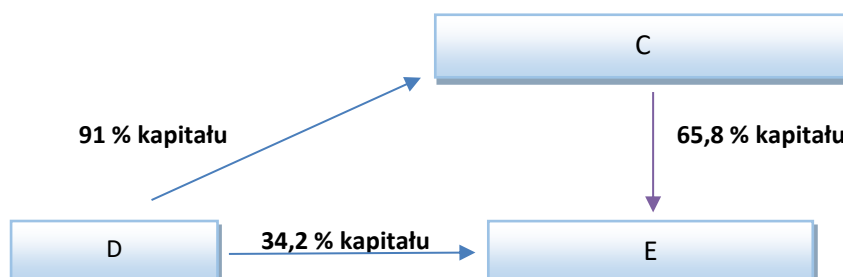 C
91 % kapitału
65,8 % kapitału
D
34,2 % kapitału
E